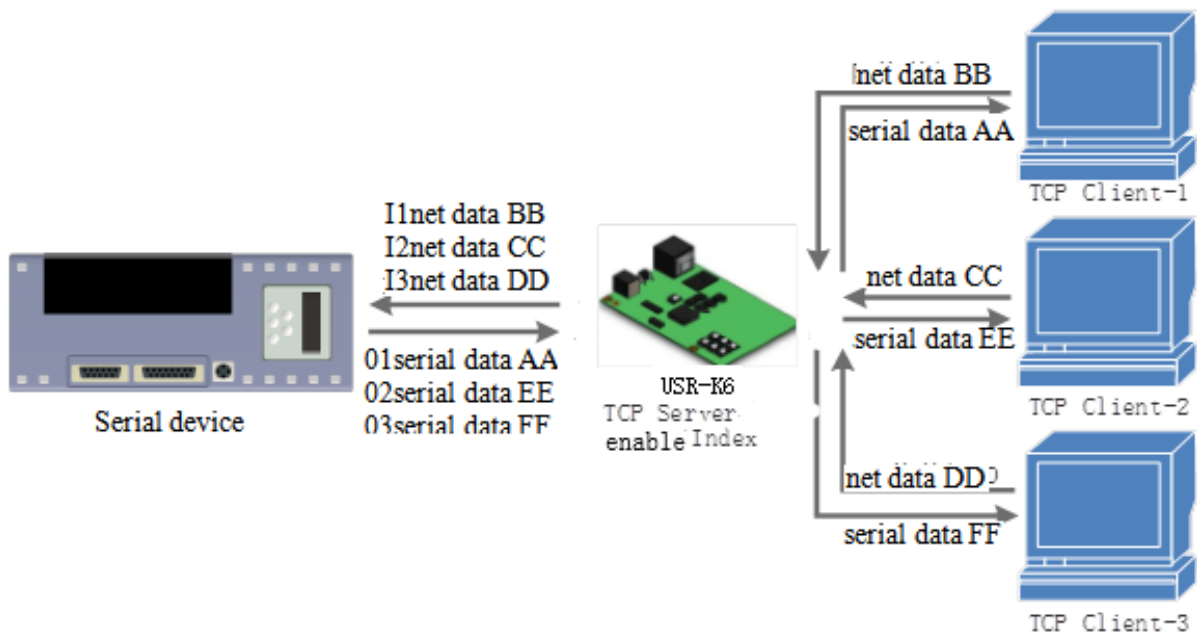 net data BB
serial data AA
TCP Client-1
I1net data BB
I2net data CC
I3net data DD
01serial data AA
02serial data EE
03serial data FF
Serial device
USR-K6
TCP Server
enable Index
net data CC
serial data EE
TCP Client-2
net data DD
serial data FF
TCP Client-3